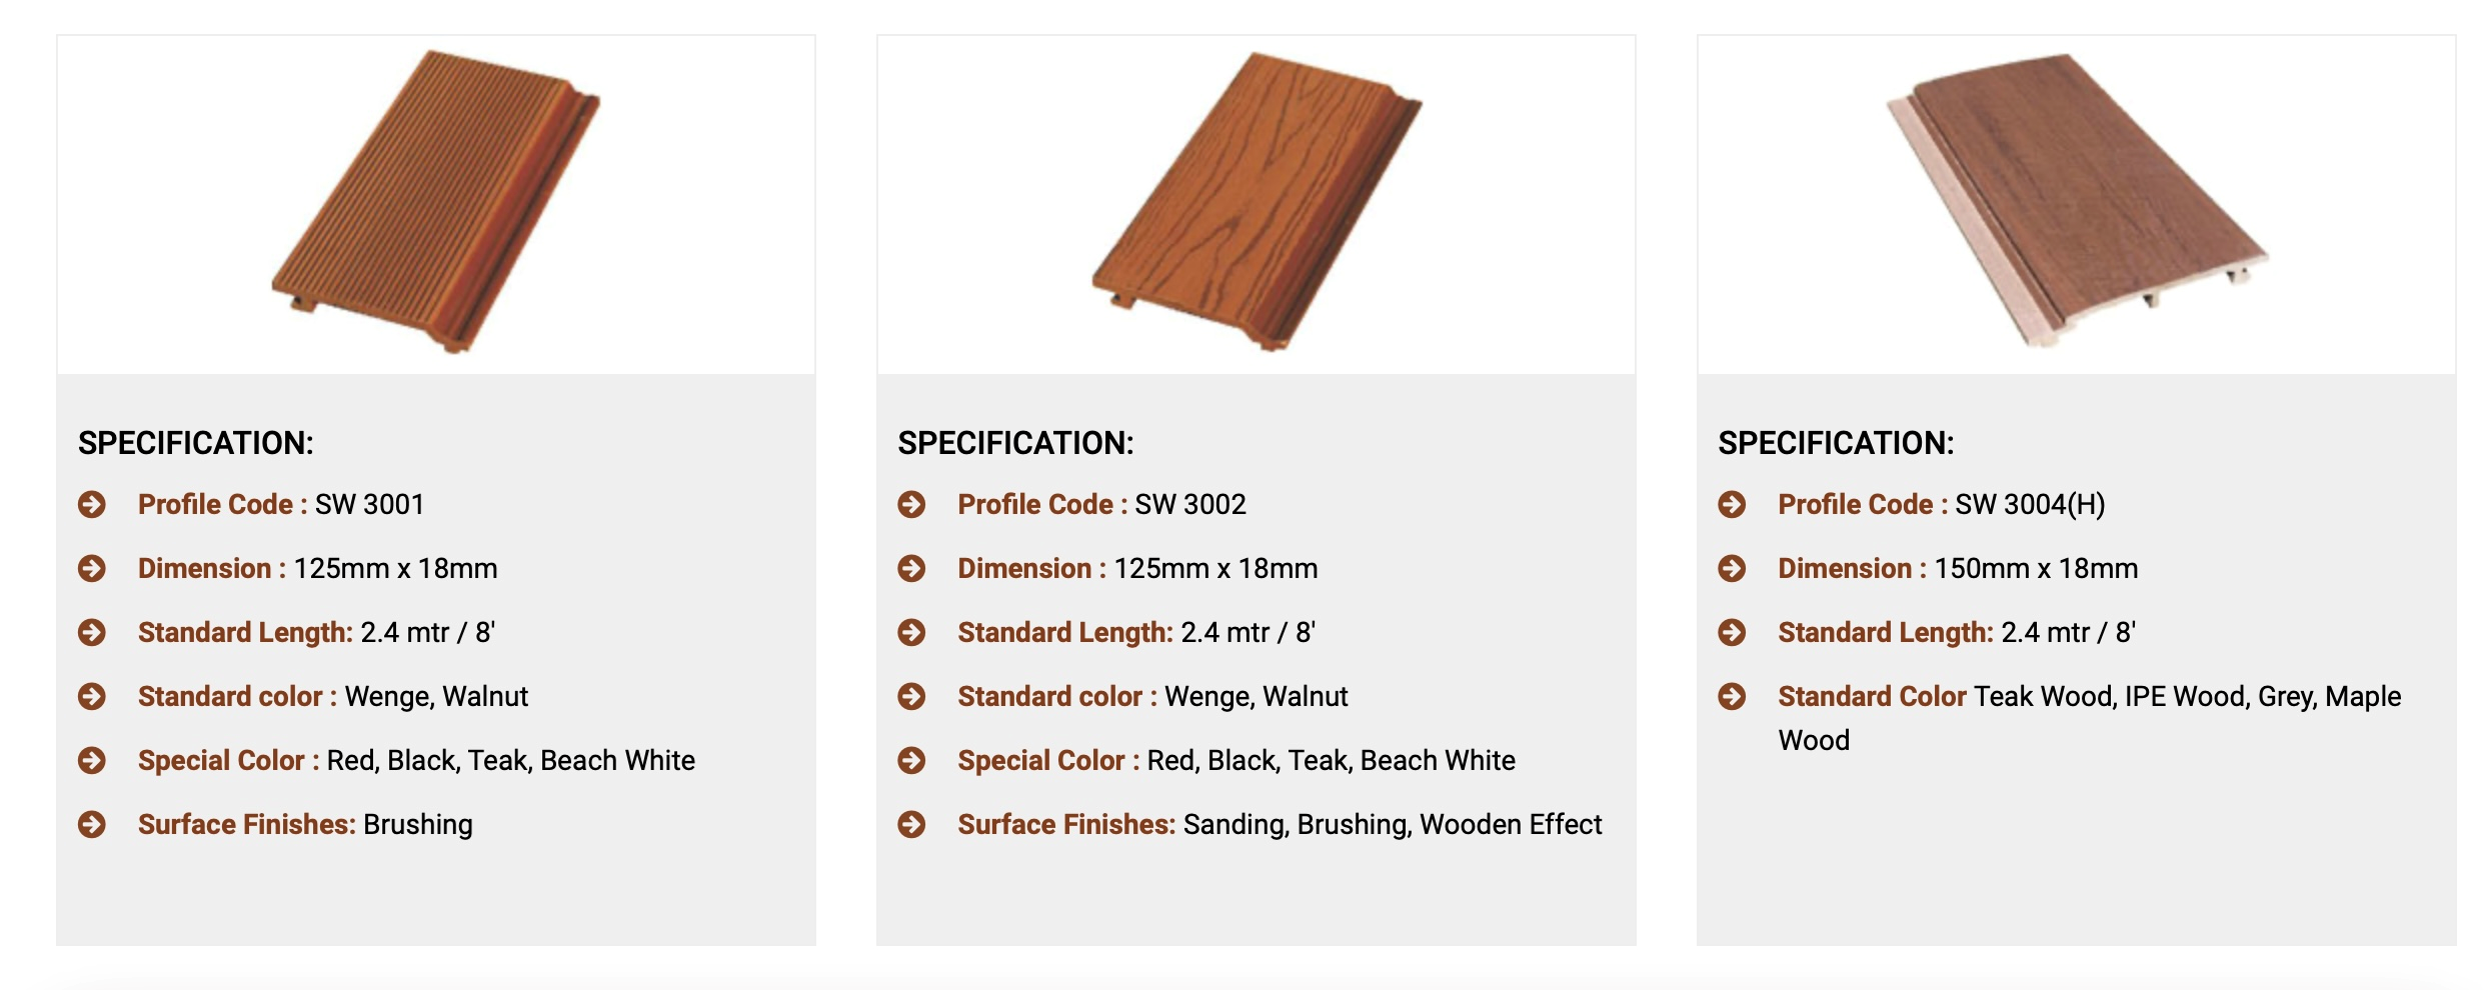 SPECIFICATION:
Profile Code : SW 3001
Dimension : 125mm x 18mm
Standard Length: 2.4 mtr / 8'
Standard color : Wenge, Walnut
Special Color : Red, Black, Teak, Beach White
Surface Finishes: Brushing
SPECIFICATION:
Profile Code : SW 3002
Dimension : 125mm x 18mm
Standard Length: 2.4 mtr / 8'
Standard color : Wenge, Walnut
Special Color : Red, Black, Teak, Beach White
Surface Finishes: Sanding, Brushing, Wooden Effect
SPECIFICATION:
Profile Code : SW 3004(H)
Dimension : 150mm x 18mm
Standard Length: 2.4 mtr / 8'
Standard Color Teak Wood, IPE Wood, Grey, Maple
Wood